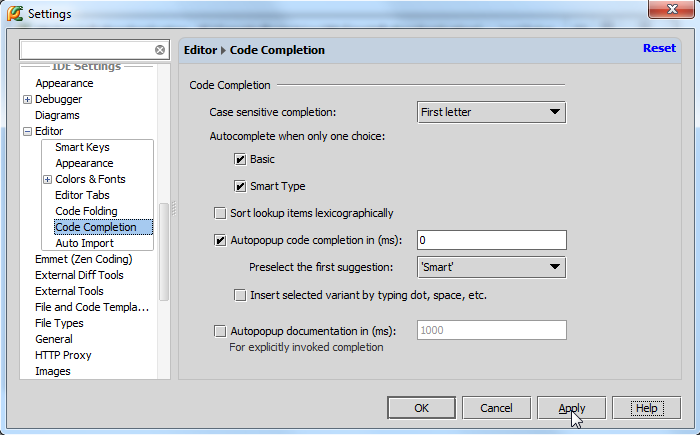 Settings
IDE Settings
Appearance
Debugger
Diagrams
Editor
Smart Keys
Appearance
Colors & Fonts
Editor Tabs
Code Folding
Code Completion
Auto Import
Emmet (Zen Coding)
External Diff Tools
External Tools
File and Code Templa...
File Types
General
HTTP Proxy
Images
Editor ▸ Code Completion
Reset
Code Completion
Case sensitive completion: First letter
Autocomplete when only one choice:
Basic
Smart Type
Sort lookup items lexicographically
Autopopup code completion in (ms): 0
Preselect the first suggestion: 'Smart'
Insert selected variant by typing dot, space, etc.
Autopopup documentation in (ms): 1000
For explicitly invoked completion
OK Cancel Apply Help